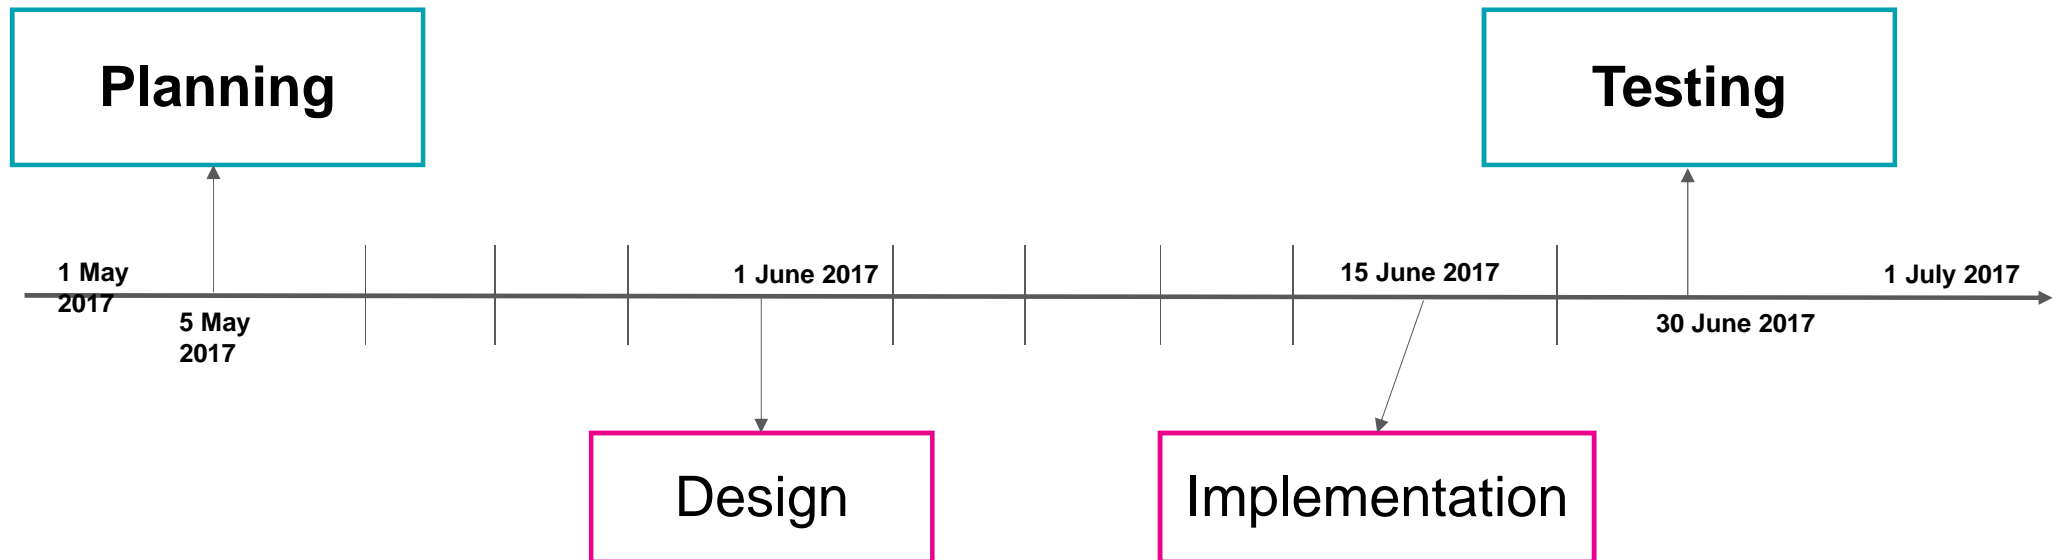 Planning
Testing
1 May
2017
5 May
2017
1 June 2017
15 June 2017
30 June 2017
1 July 2017
Design
Implementation